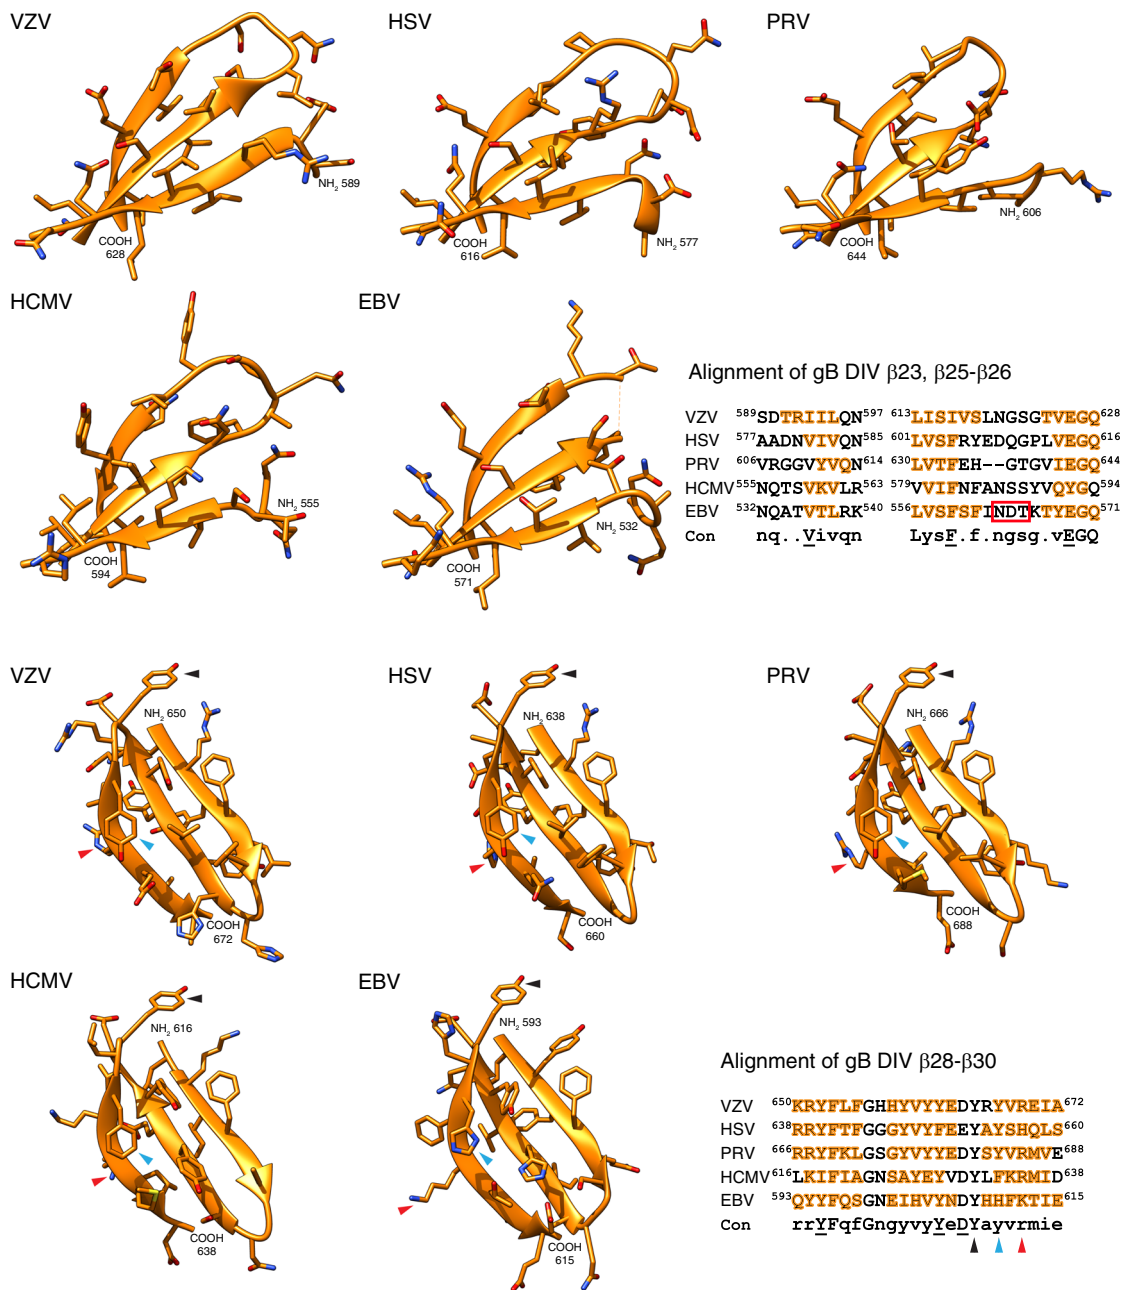 VZV
HSV
PRV
NH2 589
COOH
628
COOH
616
NH2 577
NH2 606
COOH
644
HCMV
EBV
NH2 555
COOH
594
NH2 532
COOH
571
Alignment of gB DIV β23, β25-β26
VZV 589SDTRIILQN597 613LISIVSLNGSGTVEGQ628
HSV 577AADNVIVQN585 601LVSFRYEDQGPLVEGQ616
PRV 606VRGGVYVQN614 630LVTFEH--GTGVIEGQ644
HCMV 555NQTSVKVLR563 579VVIFNFANSSYVQYGQ594
EBV 532NQATVTLRK540 556LVSFSFINDTKTYEGQ571
Con nq..Vivqn LysF.f.ngsg.vEGQ
VZV
HSV
PRV
NH2 650
COOH
672
NH2 638
COOH
660
NH2 666
COOH
688
HCMV
EBV
NH2 616
COOH
638
NH2 593
COOH
615
Alignment of gB DIV β28-β30
VZV 650KRYFLFGHHYVYYEDYRYVREIA672
HSV 638RRYFTFGGGYVYFEEYAYSHQLS660
PRV 666RRYFKLGSGYVYYEDYSYVRMVE688
HCMV 616LKIFIAGNSAYEYVDYLFKRMID638
EBV 593QYYFQSGNEIHVYNDYHHFKTIE615
Con rrYFqfGngyvyYeDYayvrmie